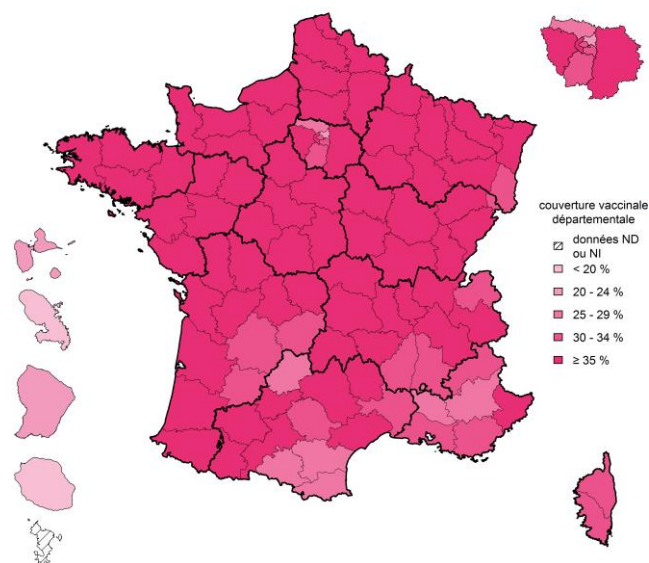 couverture vaccinale
départementale
données ND
ou NI
< 20 %
20 - 24 %
25 - 29 %
30 - 34 %
≥ 35 %